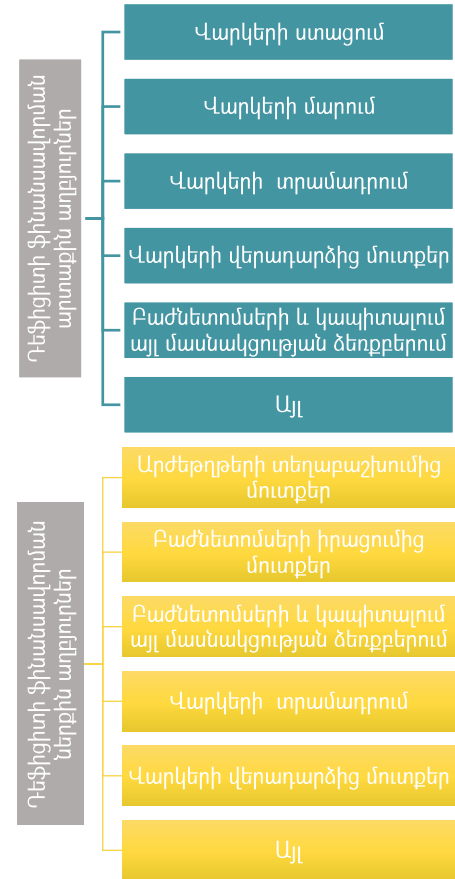 Դեֆիցիտի ֆինանսավորման
արտաքին աղբյուրներ
Վարկերի ստացում
Վարկերի մարում
Վարկերի տրամադրում
Վարկերի վերադարձից մուտքեր
Բաժնետոմսերի և կապիտալում
այլ մասնակցության ձեռքբերում
Այլ
Դեֆիցիտի ֆինանսավորման
ներքին աղբյուրներ
Արժեթղթերի տեղաբաշխումից
մուտքեր
Բաժնետոմսերի իրացումից
մուտքեր
Բաժնետոմսերի և կապիտալում
այլ մասնակցության ձեռքբերում
Վարկերի տրամադրում
Վարկերի վերադարձից մուտքեր
Այլ